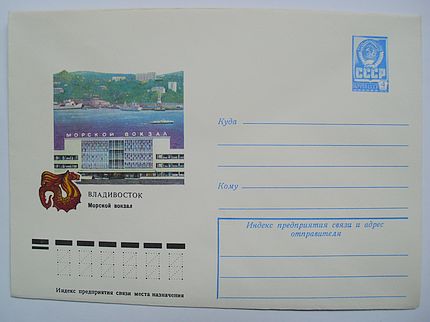 СССР
МОРСКОЙ ВОКЗАЛ
Куда
ВЛАДИВОСТОК
Морской вокзал
Кому
Индекс предприятия связи и адрес
отправителя
Индекс предприятия связи места назначения